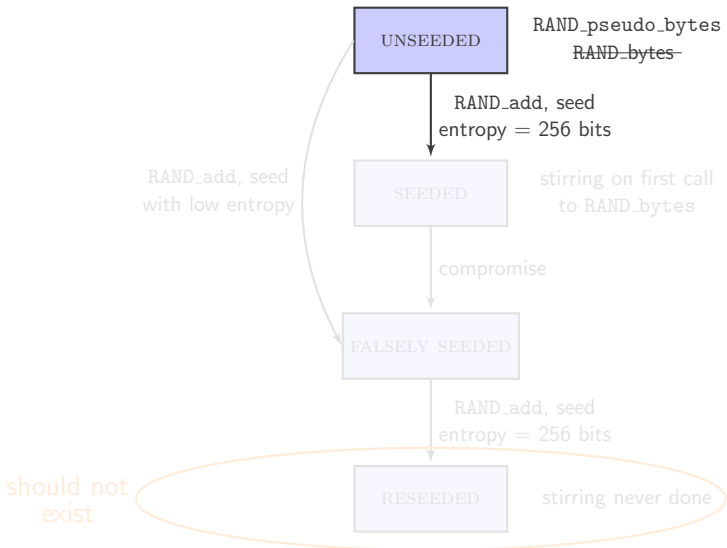 UNSEEDED
RAND_pseudo_bytes
RAND_bytes
RAND_add, seed
entropy = 256 bits
RAND_add, seed
with low entropy
SEEDED
stirring on first call
to RAND_bytes
compromise
FALSELY SEEDED
RAND_add, seed
entropy = 256 bits
should not
exist
RESEEDED
stirring never done